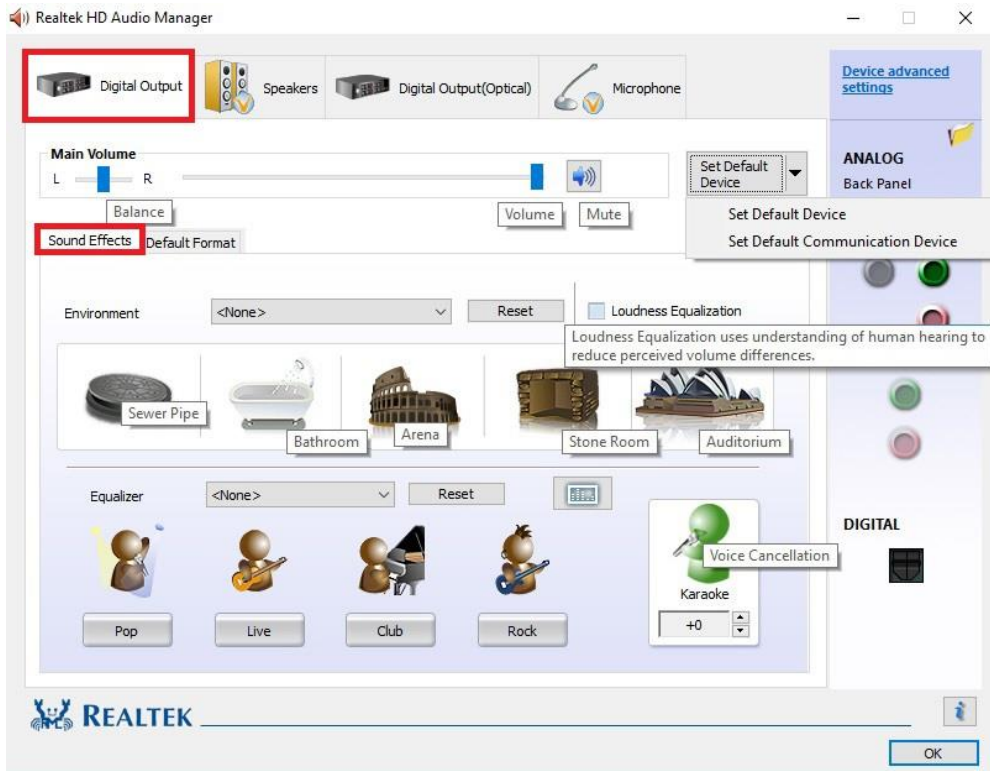 Realtek HD Audio Manager
Digital Output
Speakers
Digital Output(Optical)
Microphone
Device advanced
settings
Main Volume
L
R
Set Default
Device
ANALOG
Back Panel
Balance
Volume
Mute
Set Default Device
Set Default Communication Device
Sound Effects
Default Format
Environment
<None>
Reset
Loudness Equalization
Loudness Equalization uses understanding of human hearing to
reduce perceived volume differences.
Sewer Pipe
Bathroom
Arena
Stone Room
Auditorium
Equalizer
<None>
Reset
DIGITAL
Voice Cancellation
Karaoke
+0
Pop
Live
Club
Rock
REALTEK
i
OK